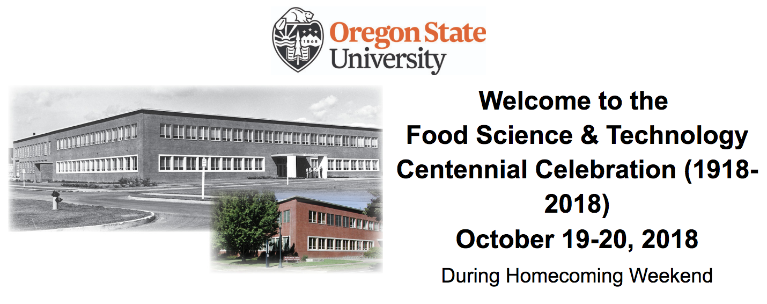 Oregon State
University
Welcome to the
Food Science & Technology
Centennial Celebration (1918-
2018)
October 19-20, 2018
During Homecoming Weekend